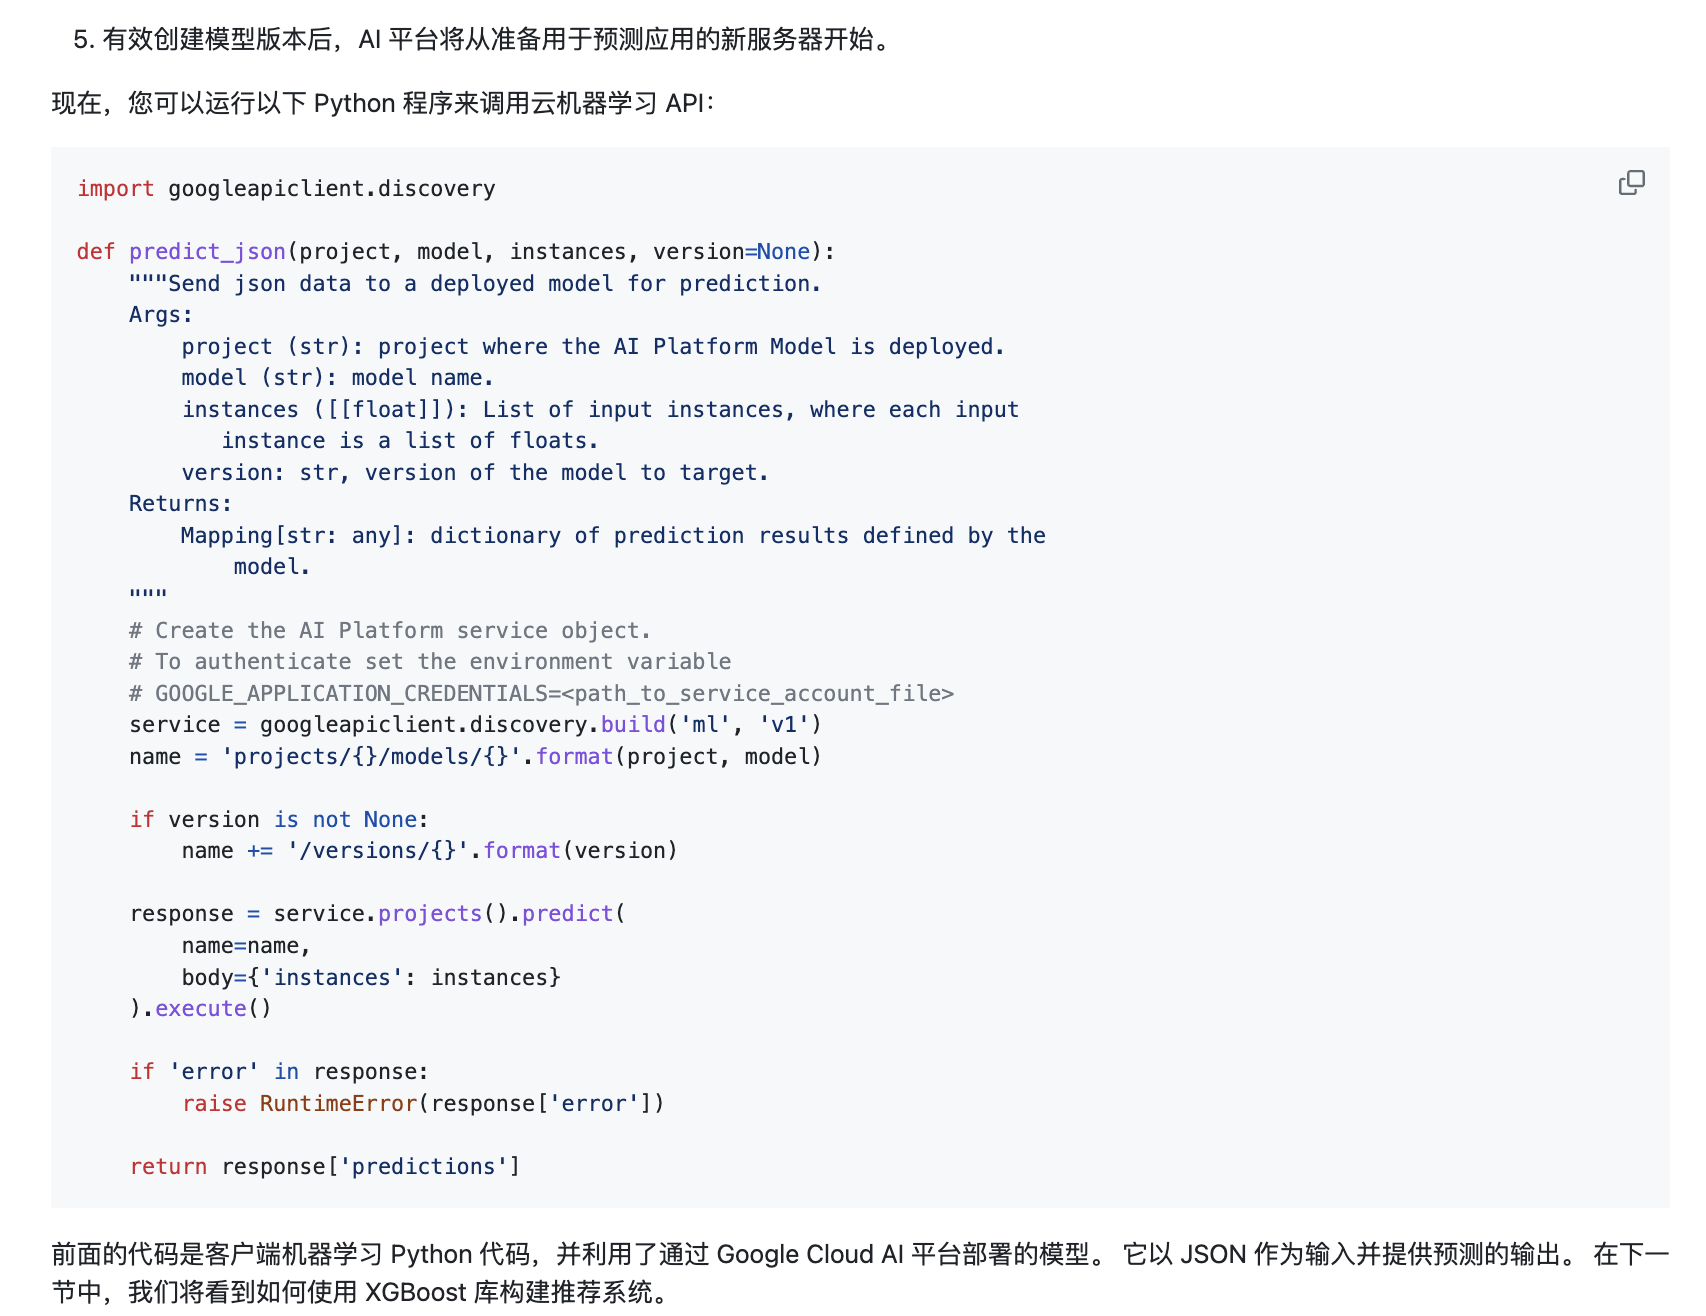 5. 有效创建模型版本后，AI 平台将从准备用于预测应用的新服务器开始。
现在，您可以运行以下 Python 程序来调用云机器学习 API：
import googleapiclient.discovery
def predict_json(project, model, instances, version=None):
    """Send json data to a deployed model for prediction.
    Args:
        project (str): project where the AI Platform Model is deployed.
        model (str): model name.
        instances ([[float]]): List of input instances, where each input
           instance is a list of floats.
        version: str, version of the model to target.
    Returns:
        Mapping[str: any]: dictionary of prediction results defined by the
            model.
    """
    # Create the AI Platform service object.
    # To authenticate set the environment variable
    # GOOGLE_APPLICATION_CREDENTIALS=<path_to_service_account_file>
    service = googleapiclient.discovery.build('ml', 'v1')
    name = 'projects/{}/models/{}'.format(project, model)
    if version is not None:
        name += '/versions/{}'.format(version)
    response = service.projects().predict(
        name=name,
        body={'instances': instances}
    ).execute()
    if 'error' in response:
        raise RuntimeError(response['error'])
    return response['predictions']
前面的代码是客户端机器学习 Python 代码，并利用了通过 Google Cloud AI 平台部署的模型。 它以 JSON 作为输入并提供预测的输出。 在下一
节中，我们将看到如何使用 XGBoost 库构建推荐系统。